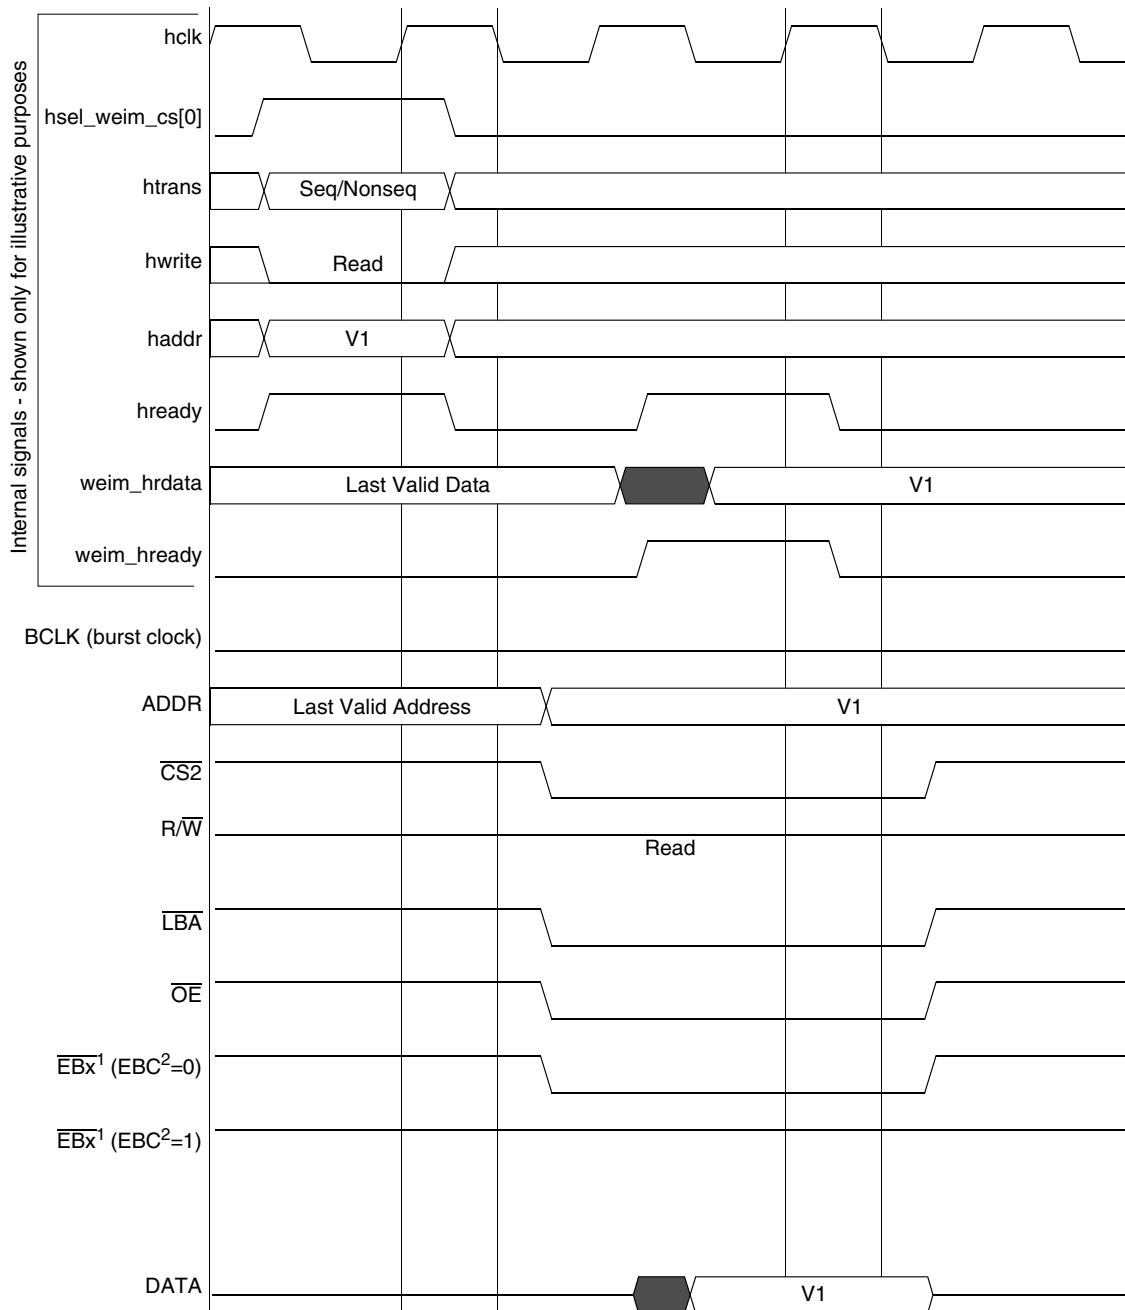 Internal signals - shown only for illustrative purposes
hclk
hsel_weim_cs[0]
htrans
Seq/Nonseq
hwrite
Read
haddr
V1
hready
weim_hrdata
Last Valid Data
V1
weim_hready
BCLK (burst clock)
ADDR
Last Valid Address
V1
CS2
R/W
Read
LBA
OE
EBx1 (EBC2=0)
EBx1 (EBC2=1)
DATA
V1